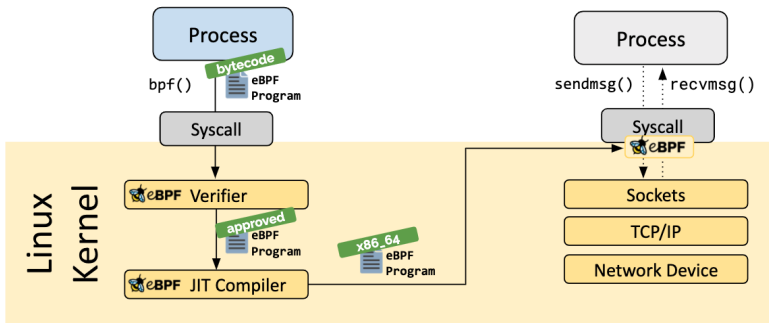 Process
bytecode
bpf()
eBPF
Program
Syscall
Linux
Kernel
eBPF Verifier
approved
eBPF
Program
eBPF JIT Compiler
x86_64
eBPF
Program
Process
sendmsg()
recvmsg()
Syscall
eBPF
Sockets
TCP/IP
Network Device